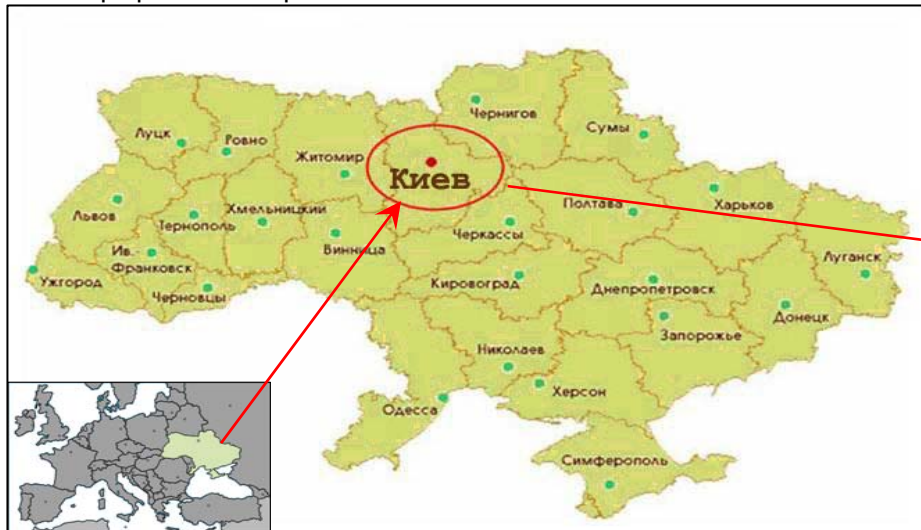 Чернигов
Сумы
Луцк
Ровно
Житомир
Киев
Львов
Тернополь
Хмельницкий
Полтава
Харьков
Черкассы
Винница
Ив.
Франковск
Луганск
Ужгород
Черновцы
Кировоград
Днепропетровск
Донецк
Запорожье
Николаев
Херсон
Одесса
Симферополь